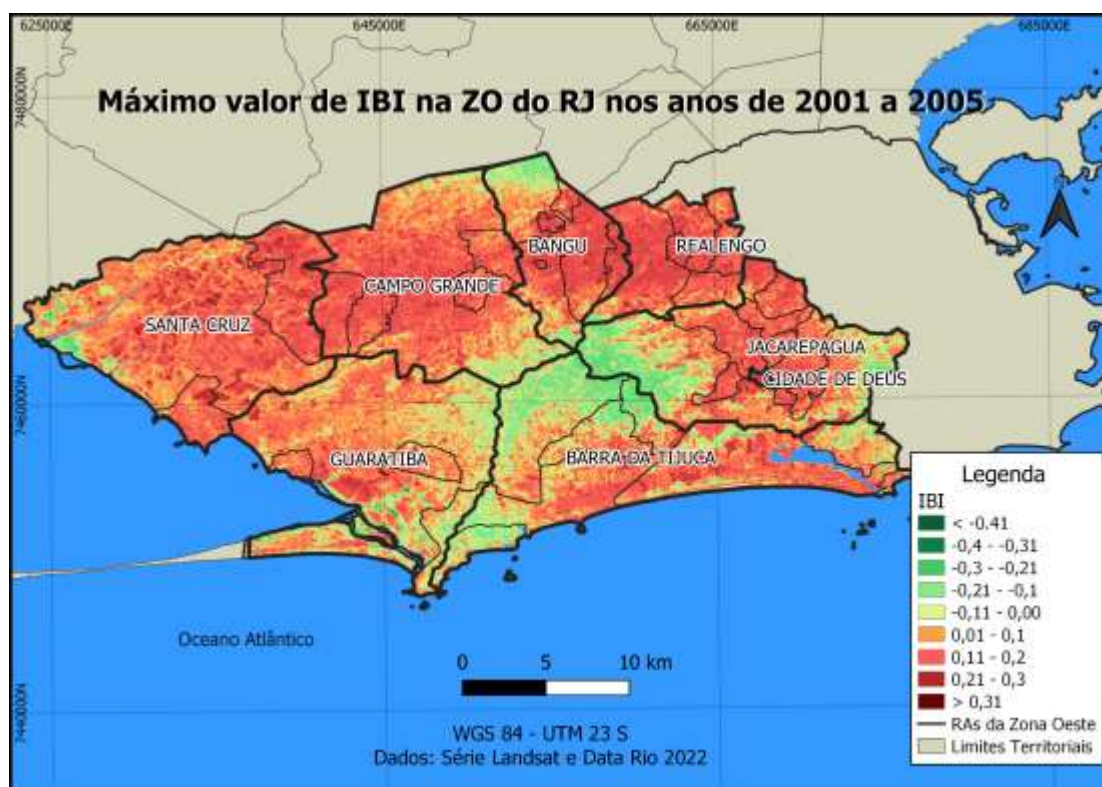 625000E 645000E 665000E 685000E
7480000N
Máximo valor de IBI na ZO do RJ nos anos de 2001 a 2005
BANGU
REALENGO
CAMPO GRANDE
SANTA CRUZ
JACAREPAGUA
CIDADE DE DEUS
7460000N
GUARATIBA
BARRA DA TIJUCA
Legenda
IBI
< -0.41
-0,4 - -0,31
-0,3 - -0,21
-0,21 - -0,1
-0,11 - 0,00
0,01 - 0,1
0,11 - 0,2
0,21 - 0,3
> 0,31
RAs da Zona Oeste
Limites Territoriais
Oceano Atlântico
0 5 10 km
7440000N
WGS 84 - UTM 23 S
Dados: Série Landsat e Data Rio 2022